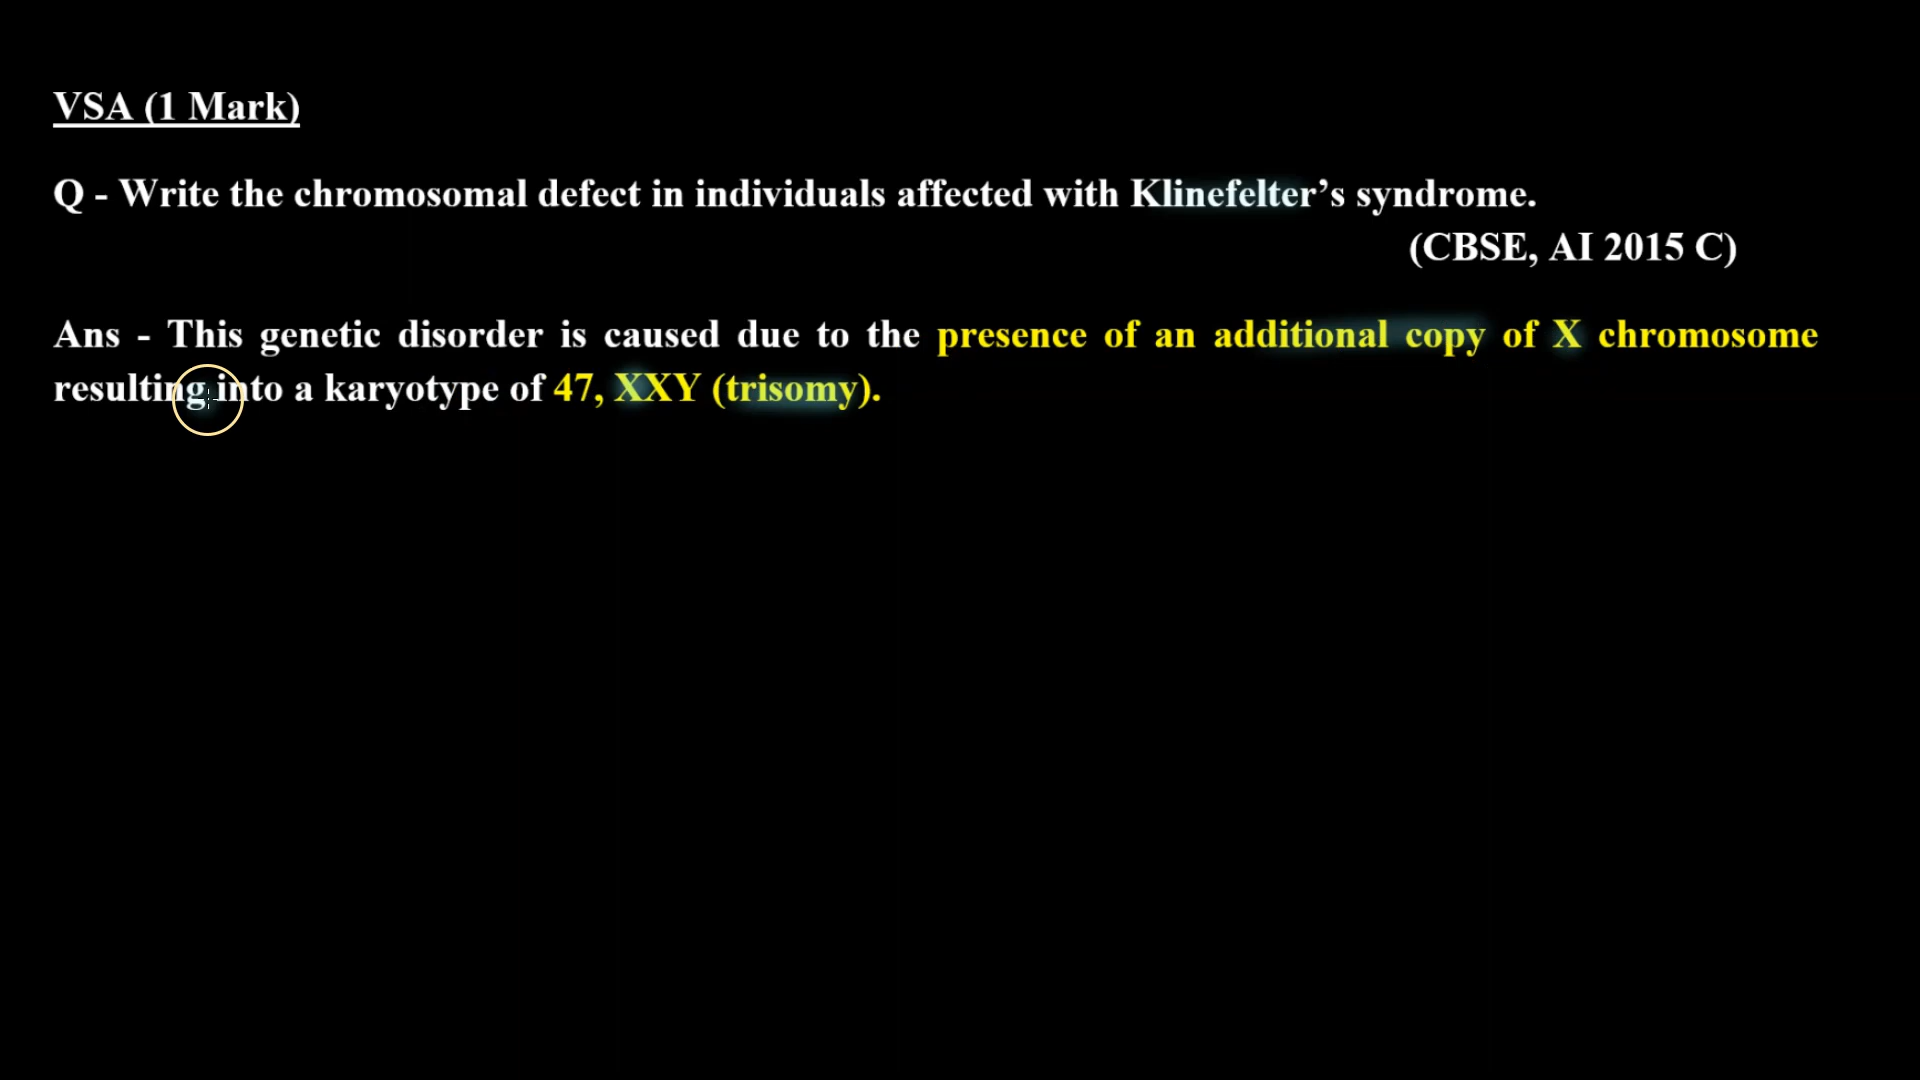 VSA (1 Mark)
Q - Write the chromosomal defect in individuals affected with Klinefelter’s syndrome.
(CBSE, AI 2015 C)
Ans - This genetic disorder is caused due to the presence of an additional copy of X chromosome
resulting into a karyotype of 47, XXY (trisomy).